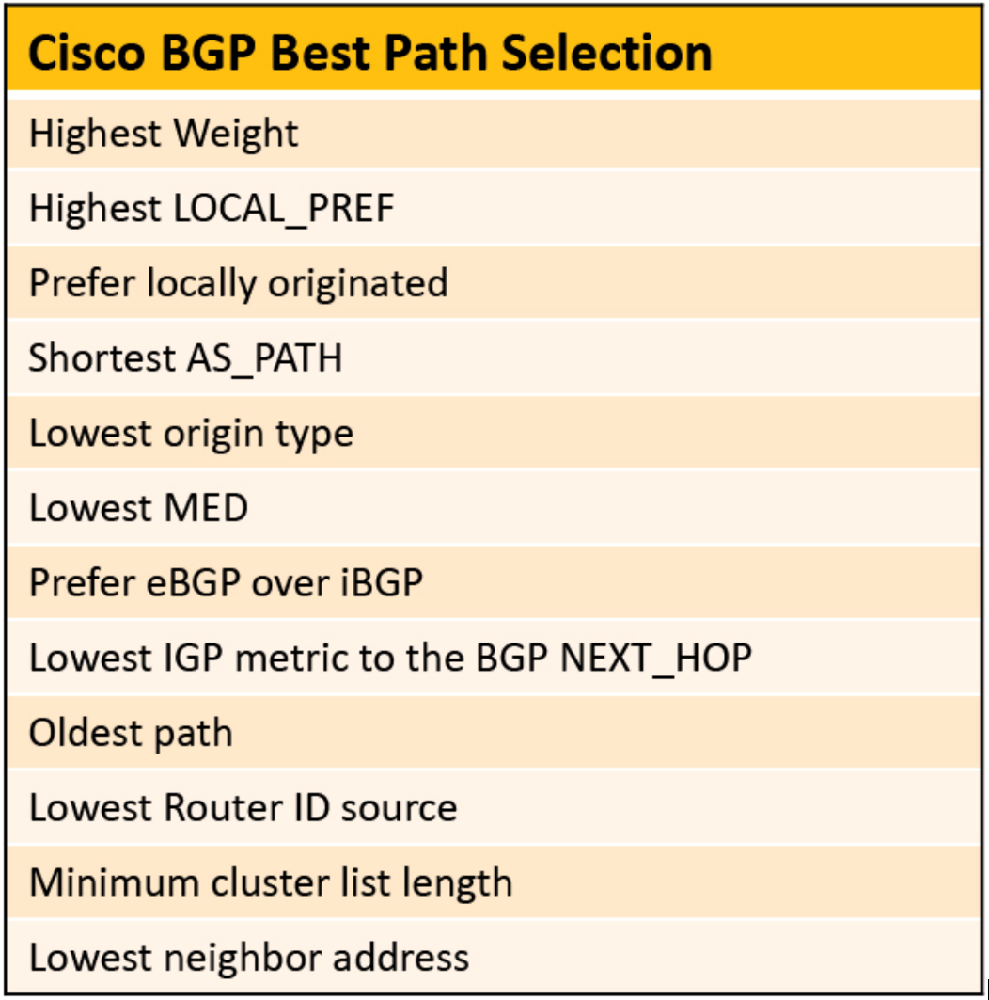 Cisco BGP Best Path Selection
Highest Weight
Highest LOCAL_PREF
Prefer locally originated
Shortest AS_PATH
Lowest origin type
Lowest MED
Prefer eBGP over iBGP
Lowest IGP metric to the BGP NEXT_HOP
Oldest path
Lowest Router ID source
Minimum cluster list length
Lowest neighbor address